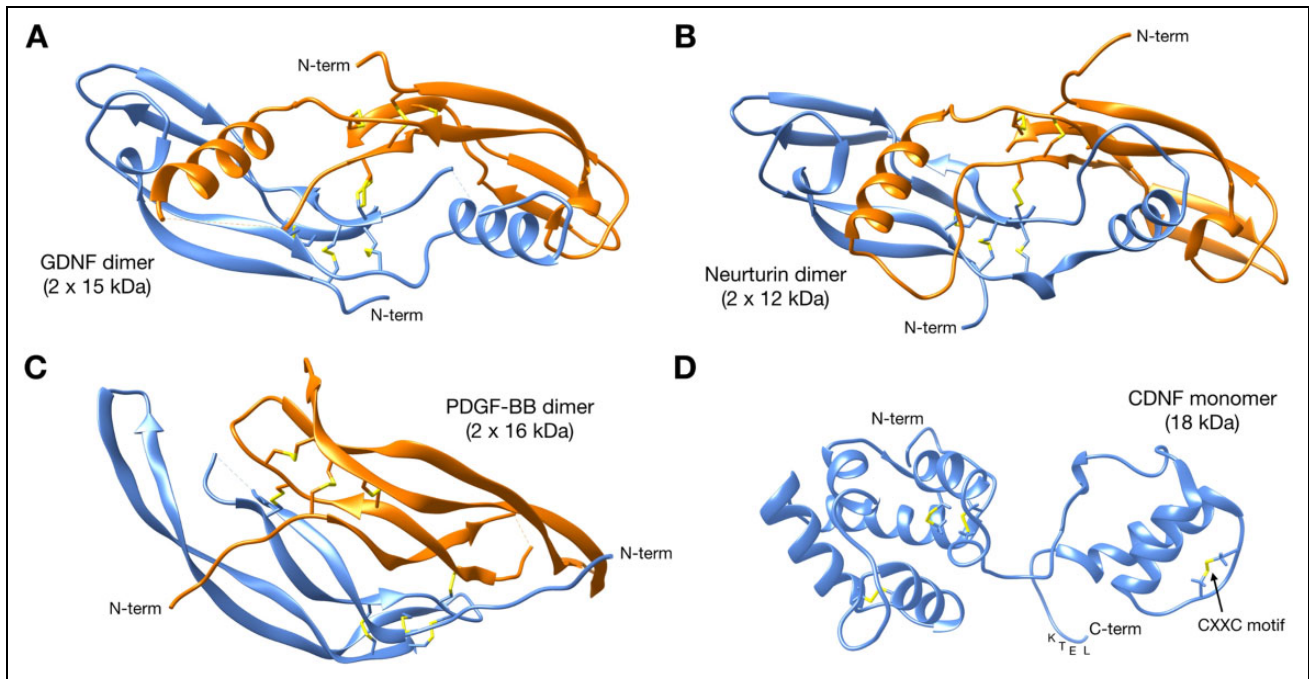 A
N-term
GDNF dimer
(2 x 15 kDa)
N-term
B
N-term
Neurturin dimer
(2 x 12 kDa)
N-term
C
PDGF-BB dimer
(2 x 16 kDa)
N-term
N-term
D
CDNF monomer
(18 kDa)
N-term
C-term
K T E L
CXXC motif